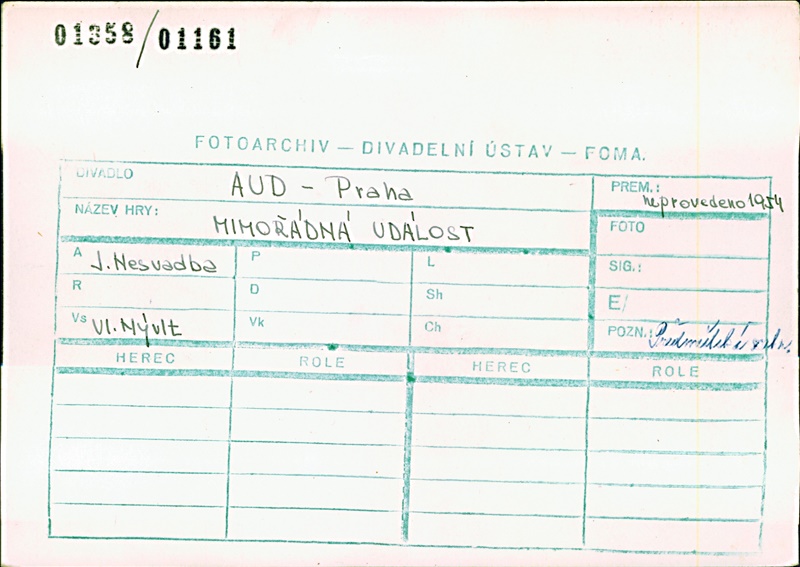 01358/01161
FOTOARCHIV — DIVADELNÍ ÚSTAV — FOMA.
DIVADLO AUD - Praha
PREM.: neprovedeno 1954
NÁZEV HRY: MIMOŘÁDNÁ UDÁLOST
FOTO
A J. Nesvadba P L
SIG.:
R D Sh
E/
Vs Vl. Nývlt Vk Ch
POZN.:
HEREC ROLE HEREC ROLE